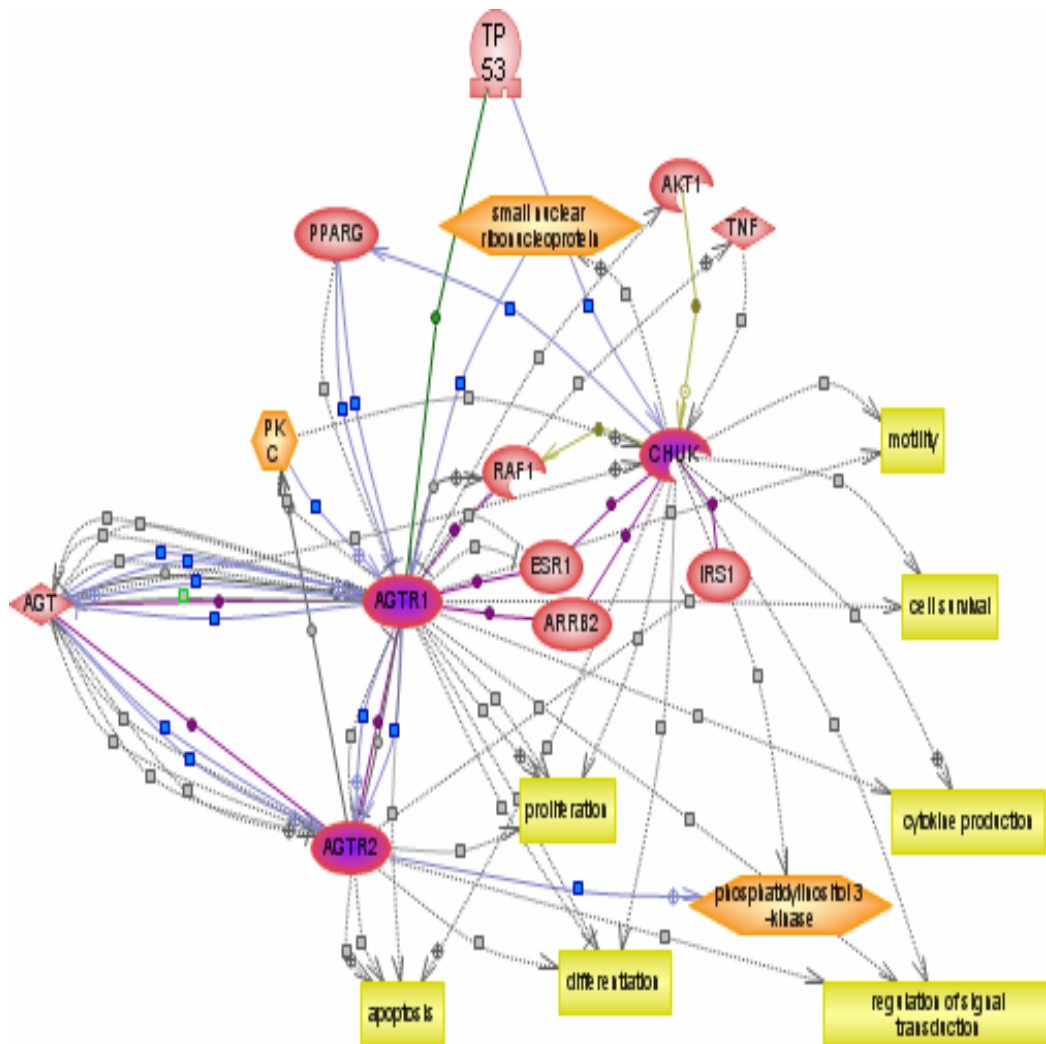 TP
53
AKT1
small nuclear
ribonucleoprotein
TNF
PPARG
motility
PK
C
CHUK
RAF1
ESR1
IRS1
AGT
AGTR1
cell survival
ARRB2
proliferation
cytokine production
AGTR2
phosphatidylinositol 3
-kinase
differentiation
apoptosis
regulation of signal
transduction